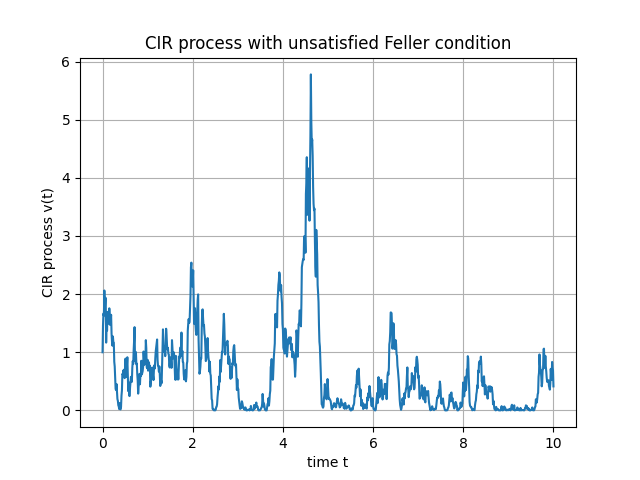 CIR process with unsatisfied Feller condition
6
5
4
3
2
1
0
CIR process v(t)
0 2 4 6 8 10
time t